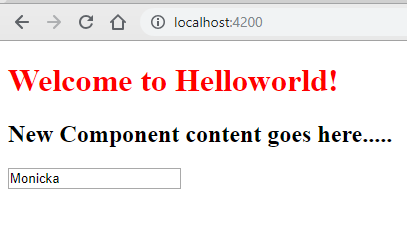 localhost:4200
Welcome to Helloworld!
New Component content goes here.....
Monicka